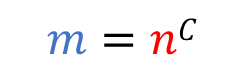 m = n^C